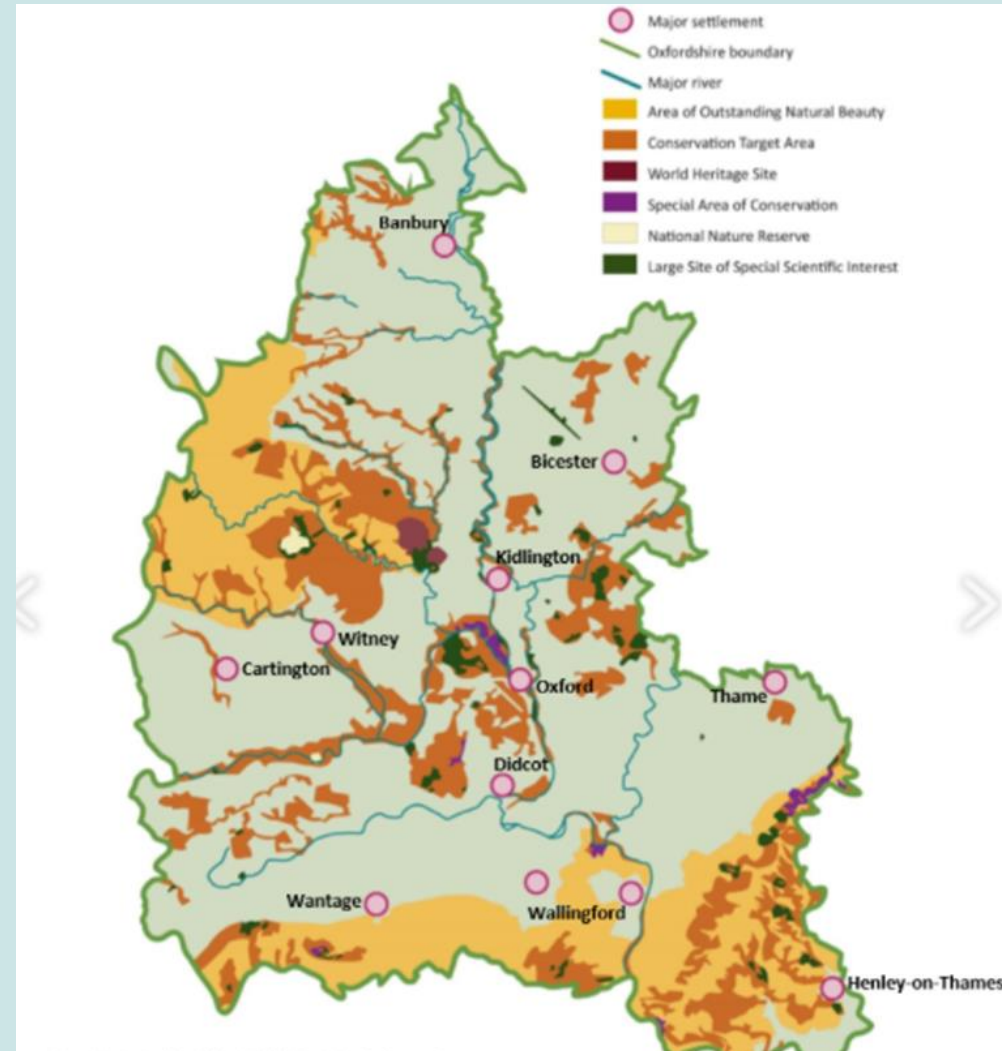 Major settlement
Oxfordshire boundary
Major river
Area of Outstanding Natural Beauty
Conservation Target Area
World Heritage Site
Special Area of Conservation
National Nature Reserve
Large Site of Special Scientific Interest
Banbury
Bicester
Kidlington
Witney
Cartington
Oxford
Thame
Didcot
Wantage
Wallingford
Henley-on-Thames